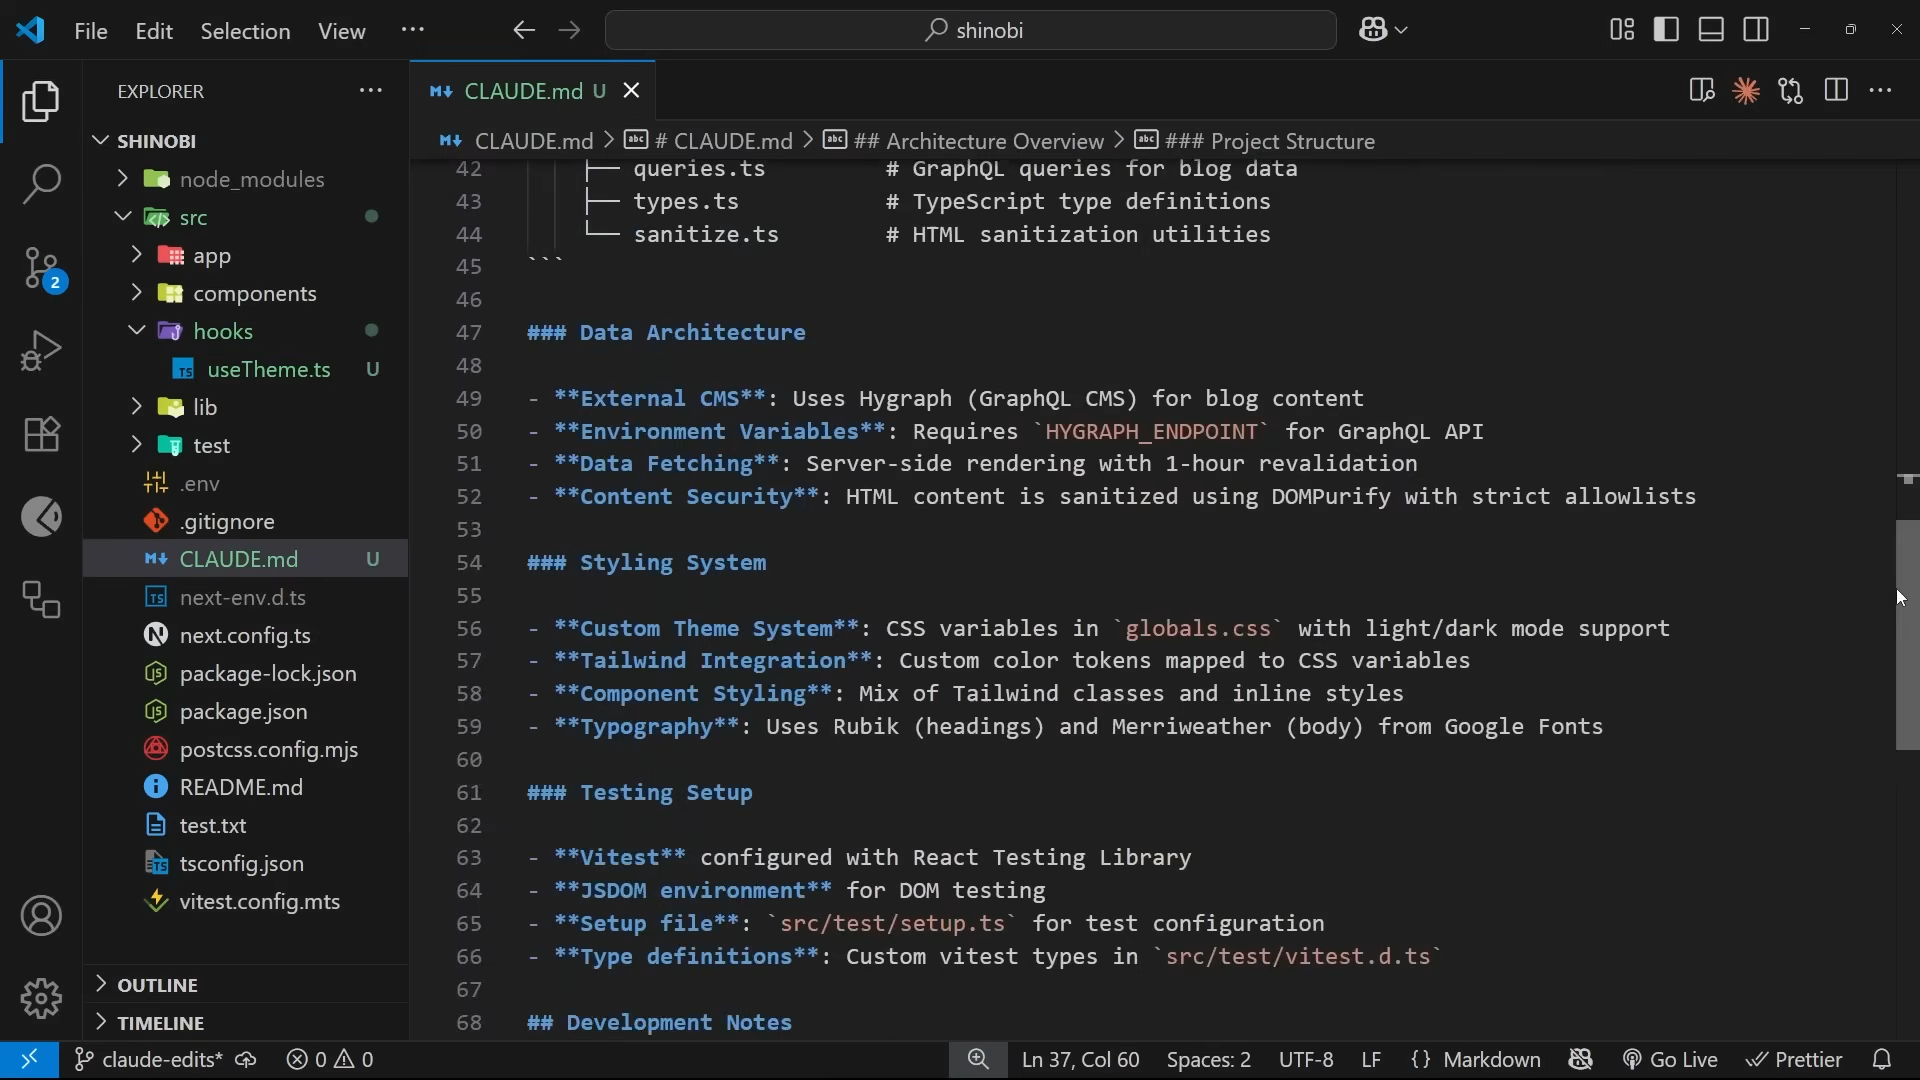 File Edit Selection View ··· shinobi
EXPLORER ···
SHINOBI
node_modules
src
app
components
hooks
useTheme.ts U
lib
test
.env
.gitignore
CLAUDE.md U
next-env.d.ts
next.config.ts
package-lock.json
package.json
postcss.config.mjs
README.md
test.txt
tsconfig.json
vitest.config.mts
OUTLINE
TIMELINE
2
CLAUDE.md U
CLAUDE.md > # CLAUDE.md > ## Architecture Overview > ### Project Structure
42 ├── queries.ts # GraphQL queries for blog data
43 ├── types.ts # TypeScript type definitions
44 └── sanitize.ts # HTML sanitization utilities
45 ```
46
47 ### Data Architecture
48
49 - **External CMS**: Uses Hygraph (GraphQL CMS) for blog content
50 - **Environment Variables**: Requires `HYGRAPH_ENDPOINT` for GraphQL API
51 - **Data Fetching**: Server-side rendering with 1-hour revalidation
52 - **Content Security**: HTML content is sanitized using DOMPurify with strict allowlists
53
54 ### Styling System
55
56 - **Custom Theme System**: CSS variables in `globals.css` with light/dark mode support
57 - **Tailwind Integration**: Custom color tokens mapped to CSS variables
58 - **Component Styling**: Mix of Tailwind classes and inline styles
59 - **Typography**: Uses Rubik (headings) and Merriweather (body) from Google Fonts
60
61 ### Testing Setup
62
63 - **Vitest** configured with React Testing Library
64 - **JSDOM environment** for DOM testing
65 - **Setup file**: `src/test/setup.ts` for test configuration
66 - **Type definitions**: Custom vitest types in `src/test/vitest.d.ts`
67
68 ## Development Notes
claude-edits* 0 0 Ln 37, Col 60 Spaces: 2 UTF-8 LF {} Markdown Go Live Prettier